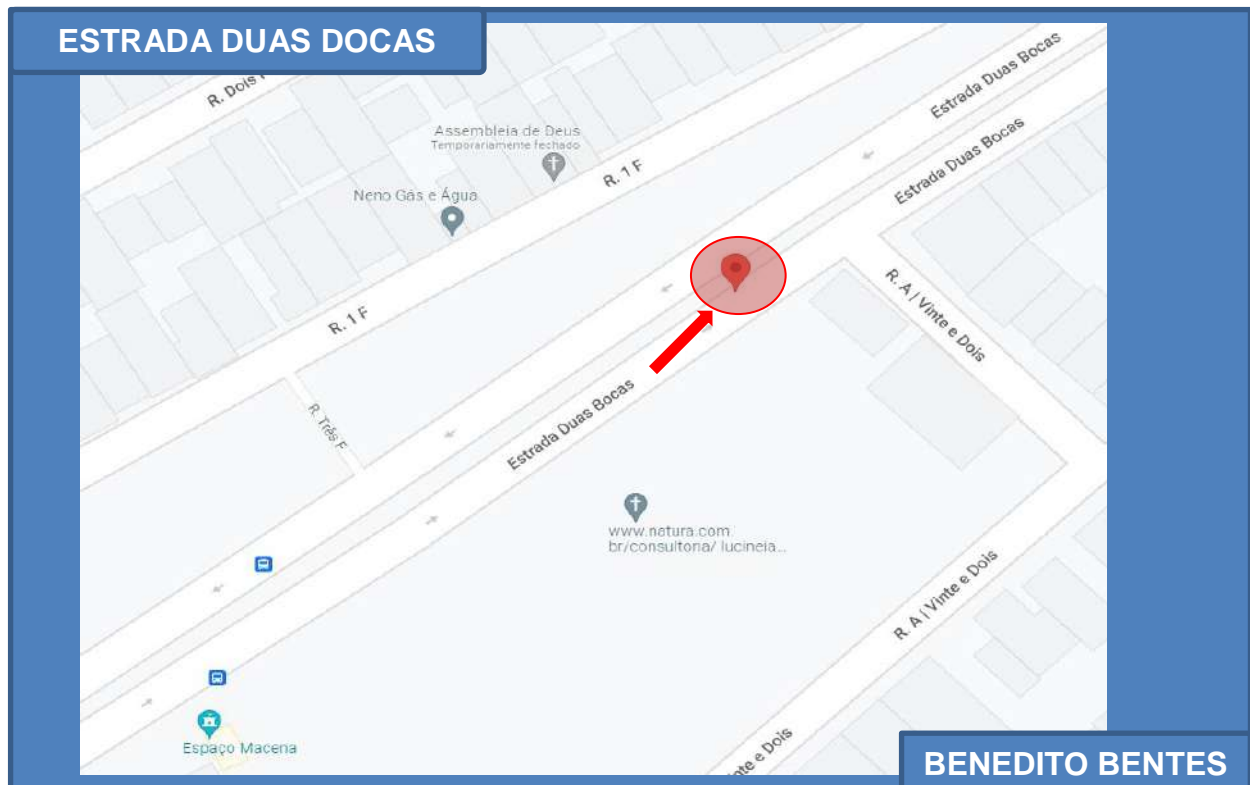 ESTRADA DUAS DOCAS
R. Dois
Estrada Duas Bocas
Assembleia de Deus
Temporariamente fechado
Estrada Duas Bocas
R. 1 F
Neno Gás e Água
R. A | Vinte e Dois
R. 1 F
R. Três F
Estrada Duas Bocas
www.natura.com.
br/consultoria/ lucineia...
R. A | Vinte e Dois
Espaço Macena
e Dois
BENEDITO BENTES